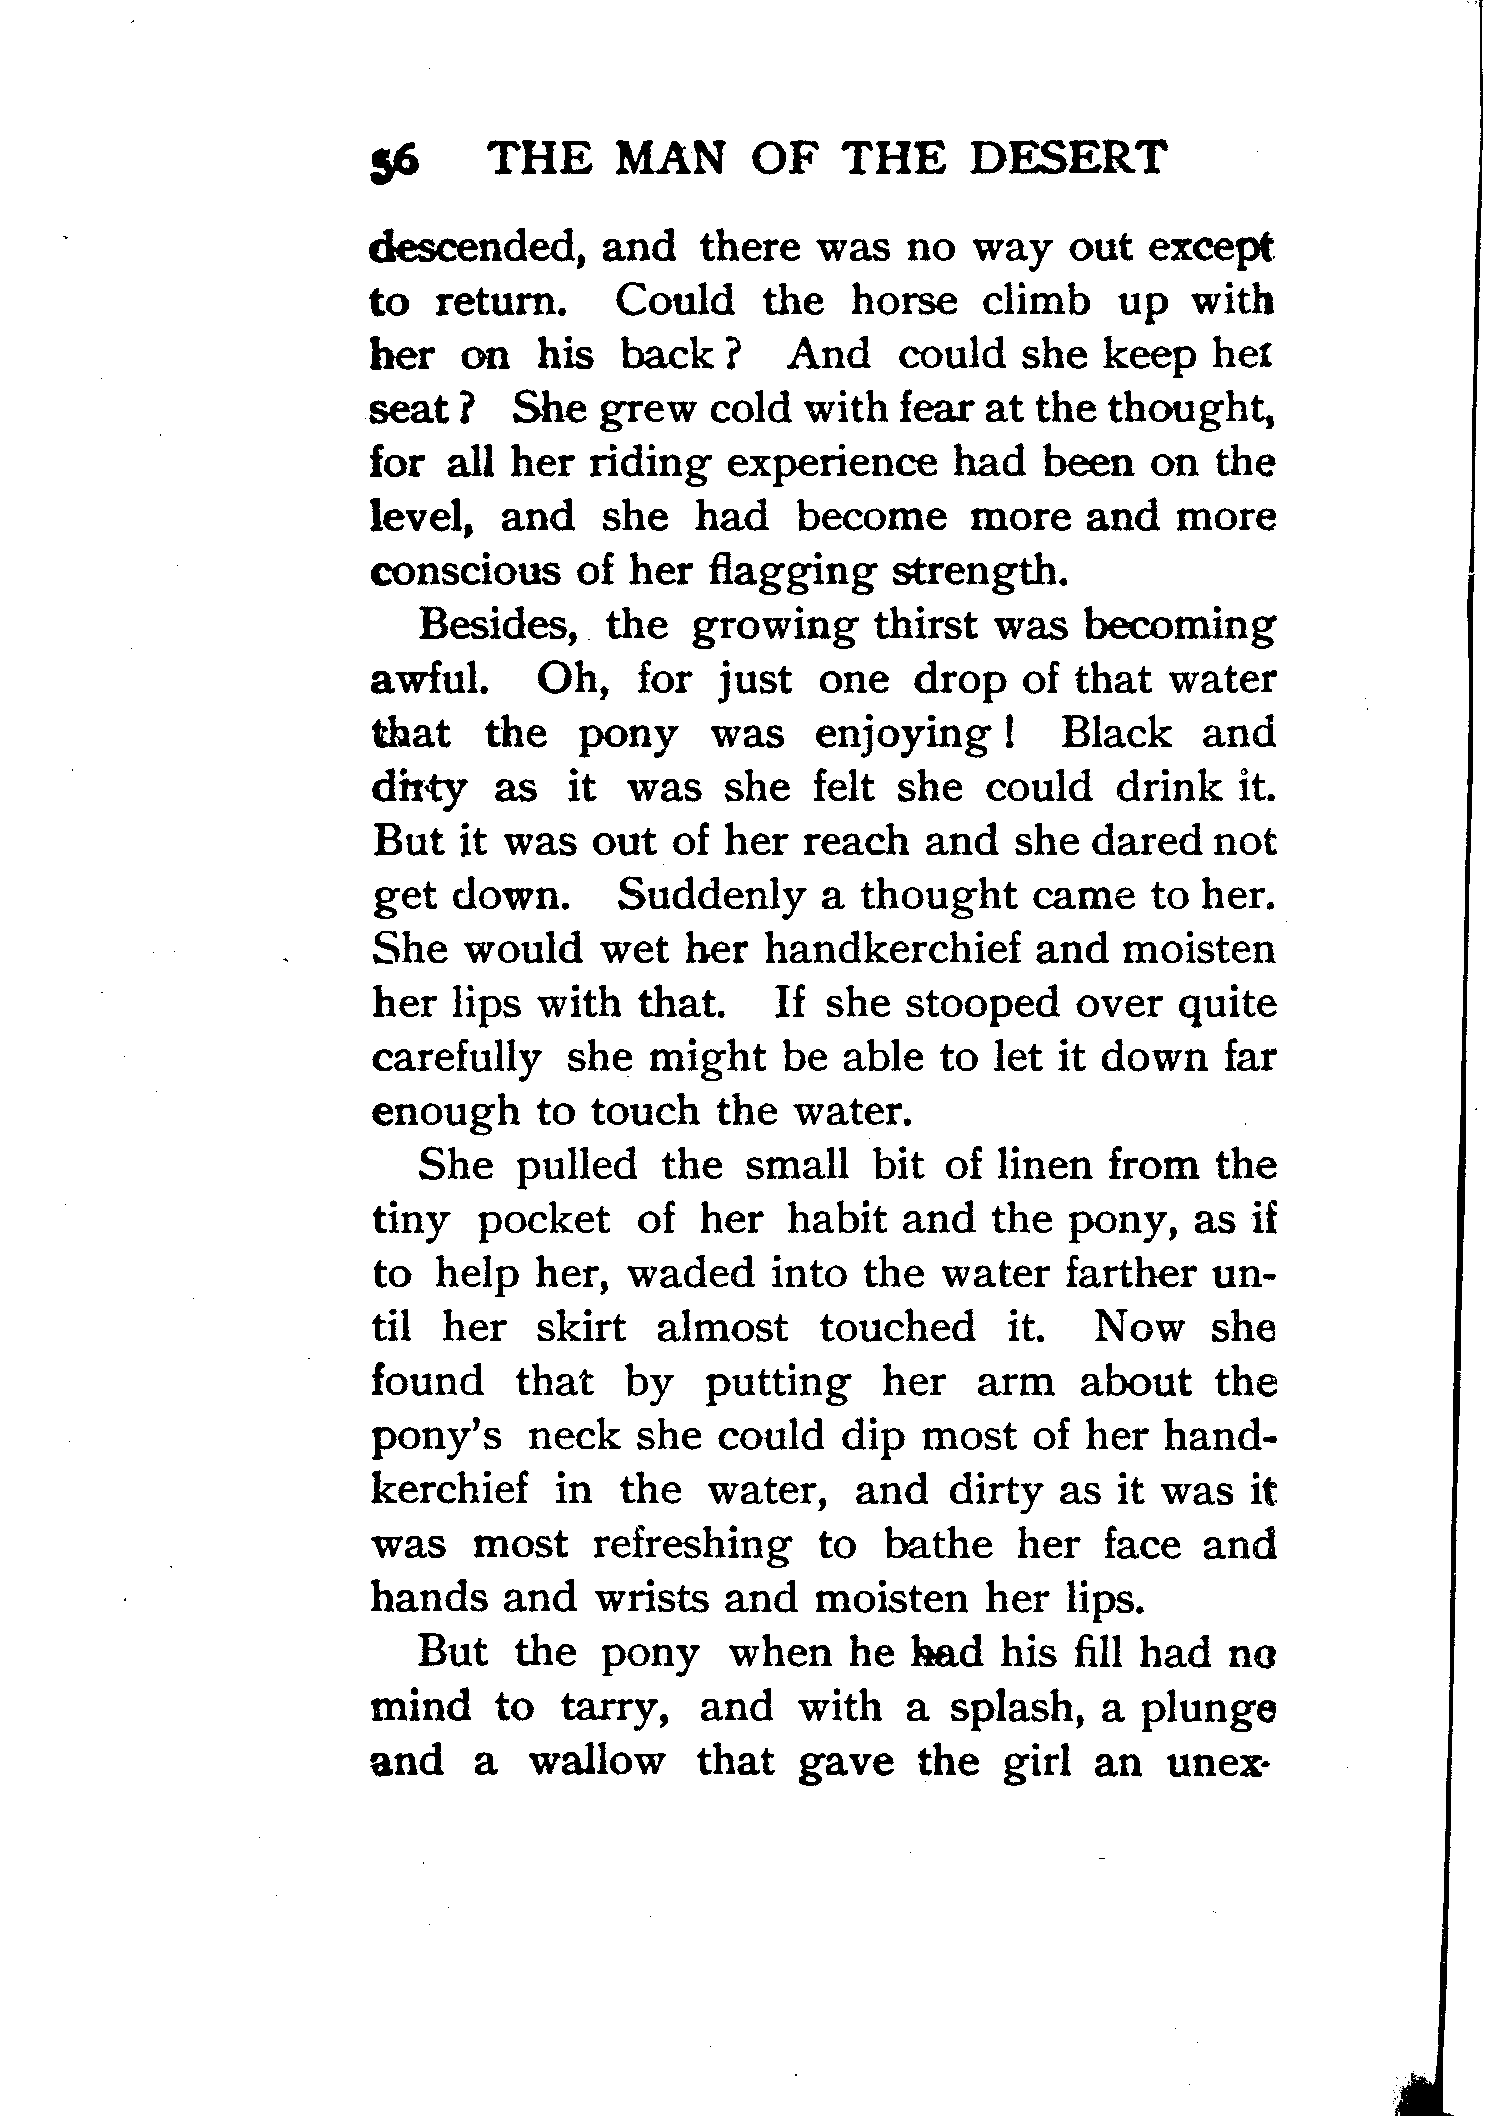 56 THE MAN OF THE DESERT
descended, and there was no way out except
to return. Could the horse climb up with
her on his back? And could she keep her
seat? She grew cold with fear at the thought,
for all her riding experience had been on the
level, and she had become more and more
conscious of her flagging strength.
Besides, the growing thirst was becoming
awful. Oh, for just one drop of that water
that the pony was enjoying! Black and
dirty as it was she felt she could drink it.
But it was out of her reach and she dared not
get down. Suddenly a thought came to her.
She would wet her handkerchief and moisten
her lips with that. If she stooped over quite
carefully she might be able to let it down far
enough to touch the water.
She pulled the small bit of linen from the
tiny pocket of her habit and the pony, as if
to help her, waded into the water farther un-
til her skirt almost touched it. Now she
found that by putting her arm about the
pony's neck she could dip most of her hand-
kerchief in the water, and dirty as it was it
was most refreshing to bathe her face and
hands and wrists and moisten her lips.
But the pony when he had his fill had no
mind to tarry, and with a splash, a plunge
and a wallow that gave the girl an unex-